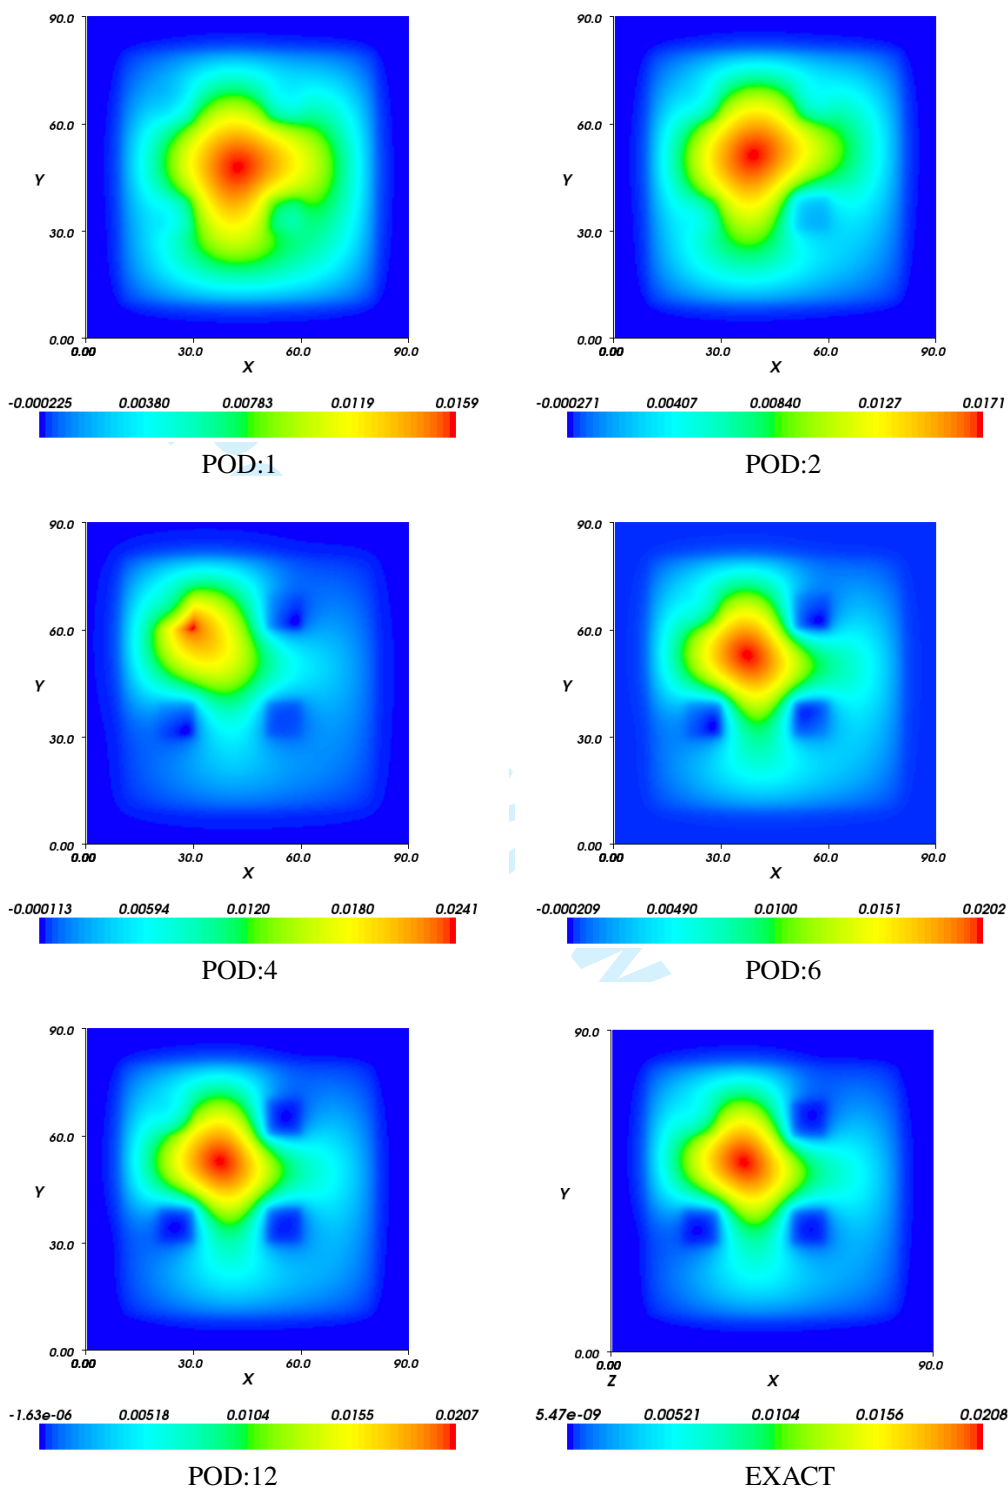 90.0 90.0
60.0 60.0
Y Y
30.0 30.0
0.00 0.00
0.00 30.0 60.0 90.0 0.00 30.0 60.0 90.0
X X
-0.000225 0.00380 0.00783 0.0119 0.0159 -0.000271 0.00407 0.00840 0.0127 0.0171
POD:1 POD:2
90.0 90.0
60.0 60.0
Y Y
30.0 30.0
0.00 0.00
0.00 30.0 60.0 90.0 0.00 30.0 60.0 90.0
X X
-0.000113 0.00594 0.0120 0.0180 0.0241 -0.000209 0.00490 0.0100 0.0151 0.0202
POD:4 POD:6
90.0 90.0
60.0
Y Y
30.0
0.00 0.00
0.00 30.0 60.0 90.0 0.00 90.0
X Z X
-1.63e-06 0.00518 0.0104 0.0155 0.0207 5.47e-09 0.00521 0.0104 0.0156 0.0208
POD:12 EXACT